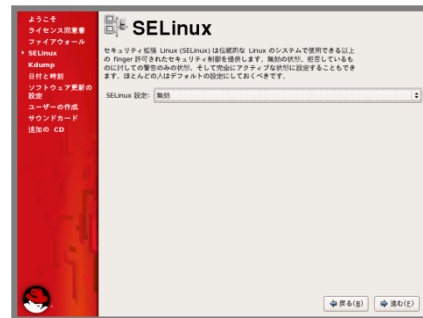 ようこそ
ライセンス同意書
ファイアウォール
SELinux
Kdump
日付と時刻
ソフトウェア更新の
設定
ユーザーの作成
サウンドカード
追加の CD
SELinux
セキュリティ拡張 Linux (SELinux) は伝統的な Linux のシステムで使用できる以上
の finger 許可されたセキュリティ制御を提供します。無効の状態、拒否しているも
のに対しての警告のみの状態、そして完全にアクティブな状態に設定することもでき
ます。ほとんどの人はデフォルトの設定にしておくべきです。
SELinux 設定: 無効
戻る(B) 進む(F)